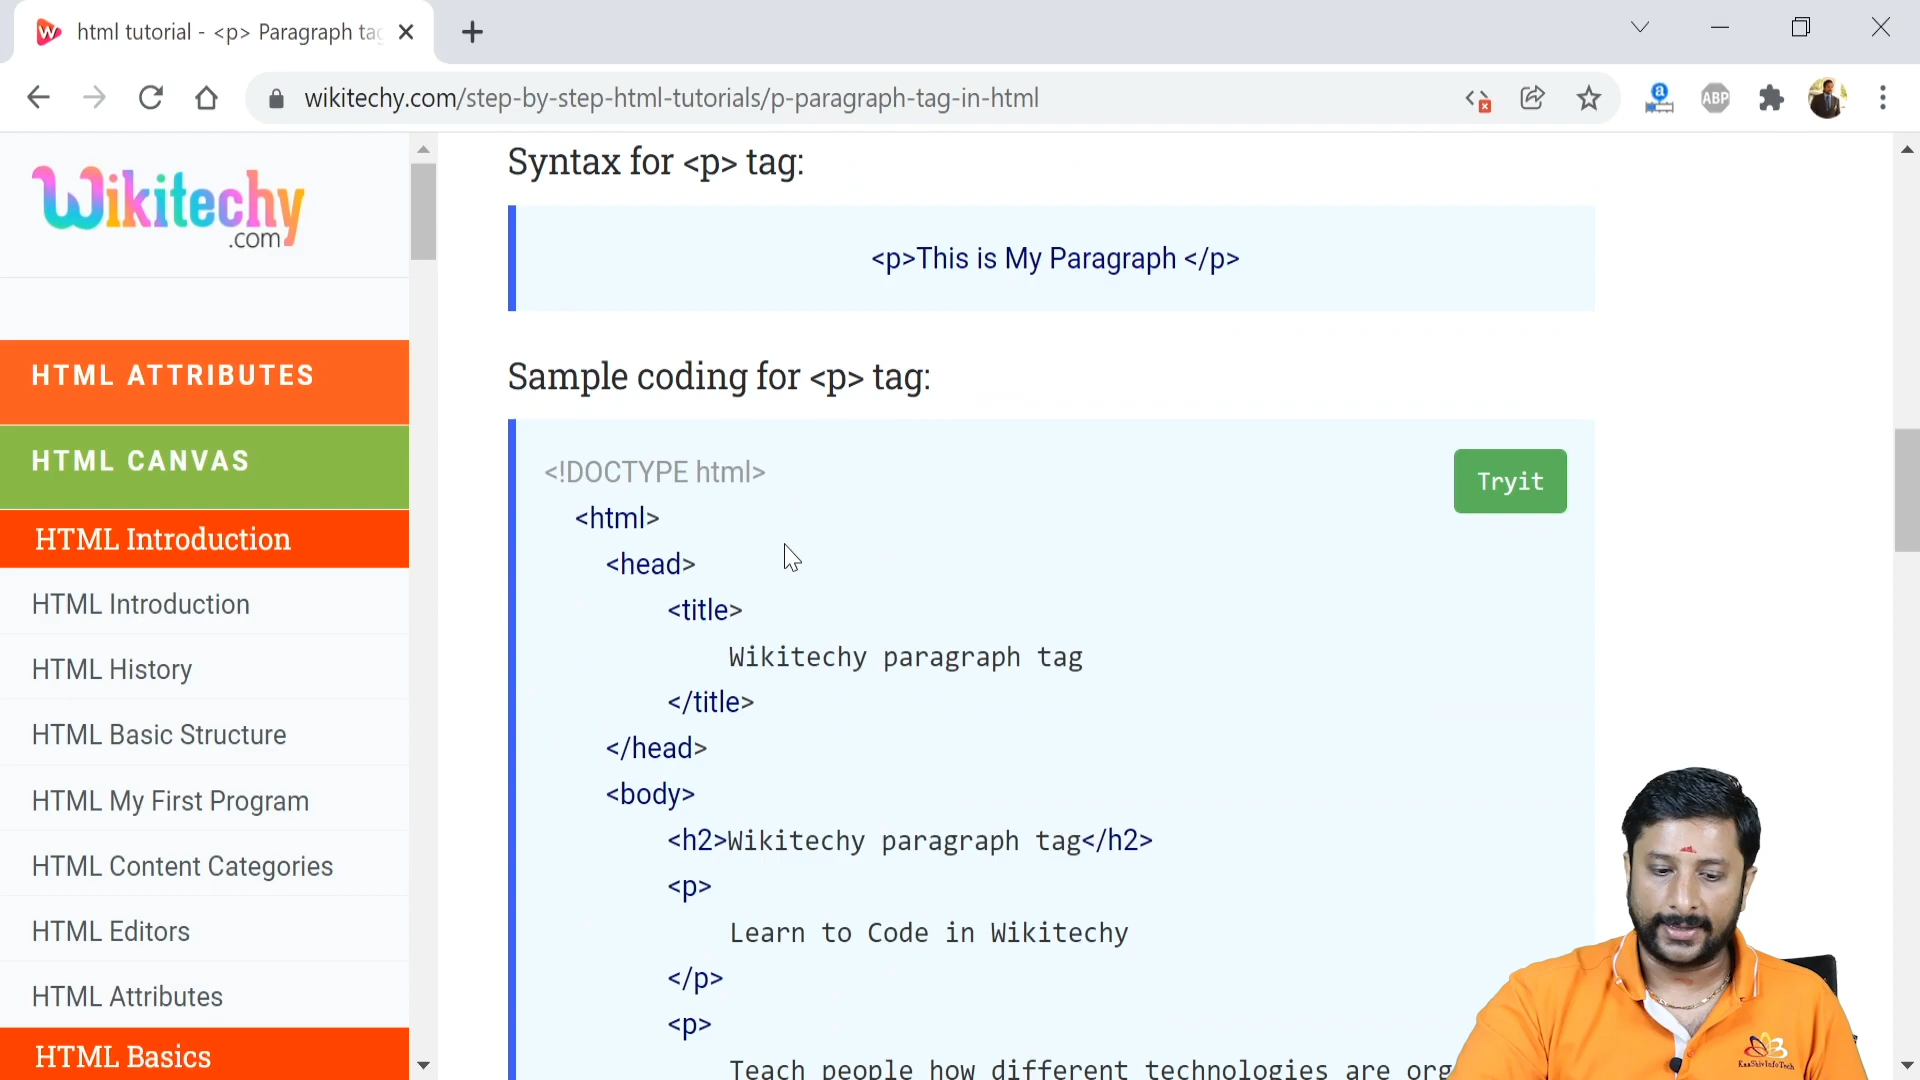 html tutorial - <p> Paragraph tag
wikitechy.com/step-by-step-html-tutorials/p-paragraph-tag-in-html
a
ABP
Wikitechy
.com
HTML ATTRIBUTES
HTML CANVAS
HTML Introduction
HTML Introduction
HTML History
HTML Basic Structure
HTML My First Program
HTML Content Categories
HTML Editors
HTML Attributes
HTML Basics
Syntax for <p> tag:
<p>This is My Paragraph </p>
Sample coding for <p> tag:
Tryit
<!DOCTYPE html>
<html>
<head>
<title>
Wikitechy paragraph tag
</title>
</head>
<body>
<h2>Wikitechy paragraph tag</h2>
<p>
Learn to Code in Wikitechy
</p>
<p>
Teach people how different technologies are org
KaaShivInfoTech